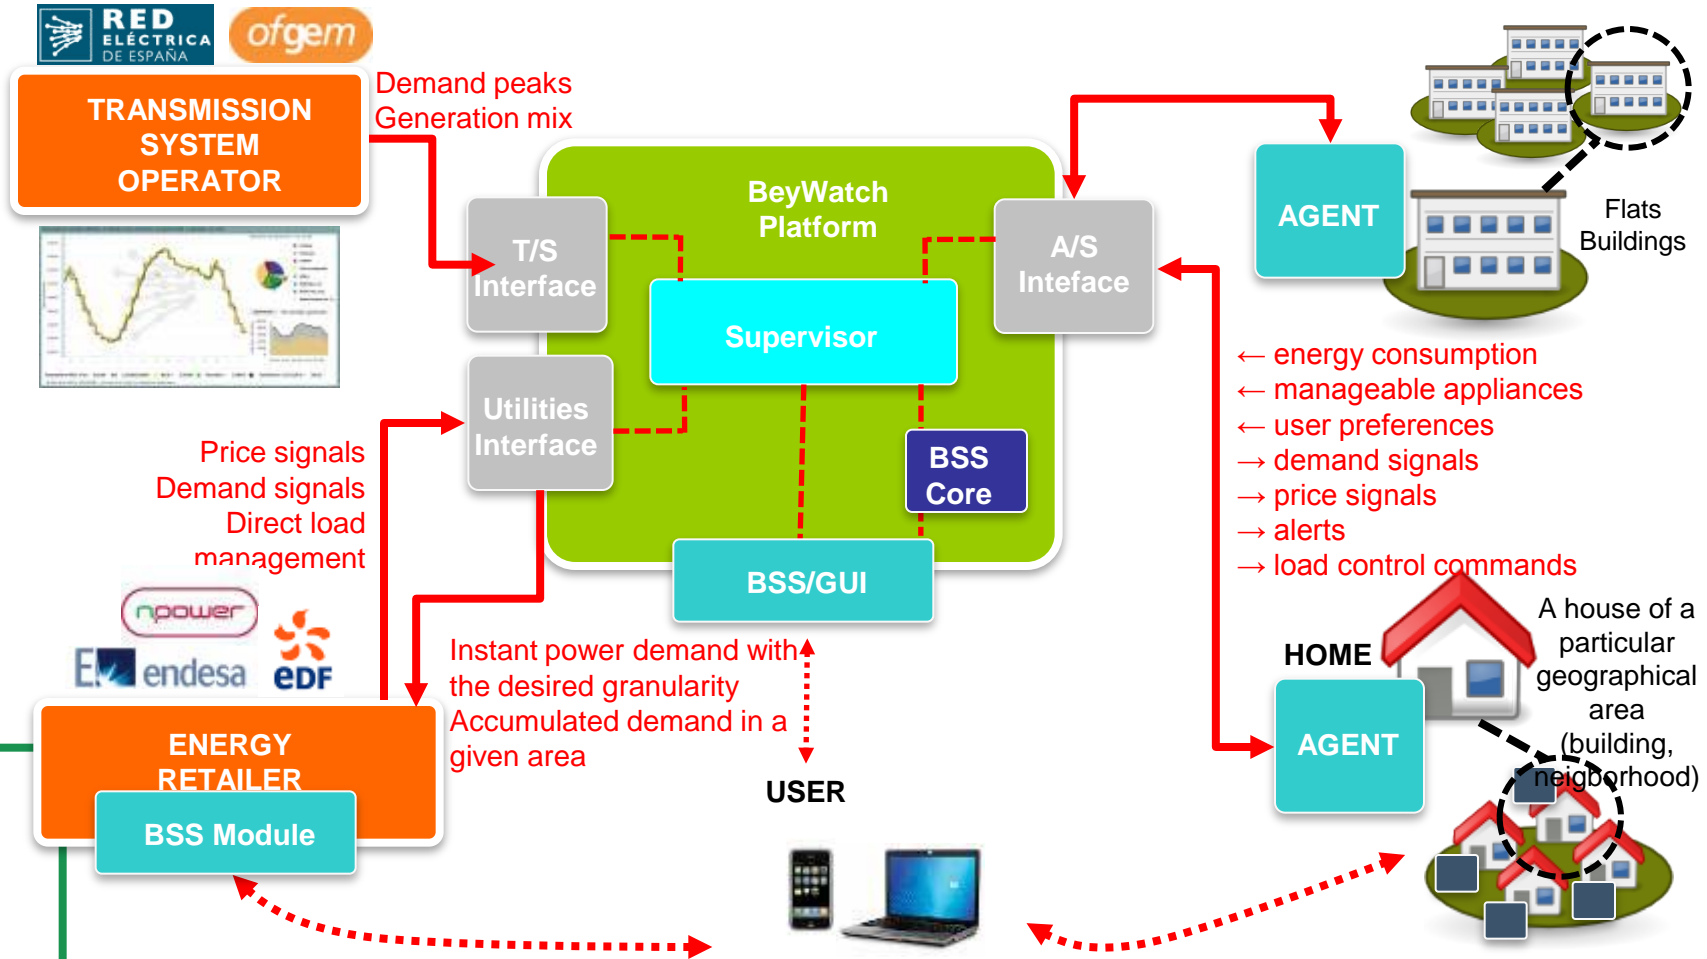 RED
ELÉCTRICA
DE ESPAÑA
ofgem
TRANSMISSION
SYSTEM
OPERATOR
Demand peaks
Generation mix
BeyWatch
Platform
T/S
Interface
A/S
Inteface
Supervisor
Utilities
Interface
BSS
Core
BSS/GUI
AGENT
Flats
Buildings
← energy consumption
← manageable appliances
← user preferences
→ demand signals
→ price signals
→ alerts
→ load control commands
Price signals
Demand signals
Direct load
management
npower
endesa
eDF
Instant power demand with
the desired granularity
Accumulated demand in a
given area
ENERGY
RETAILER
BSS Module
USER
HOME
AGENT
A house of a
particular
geographical
area
(building,
neigborhood)